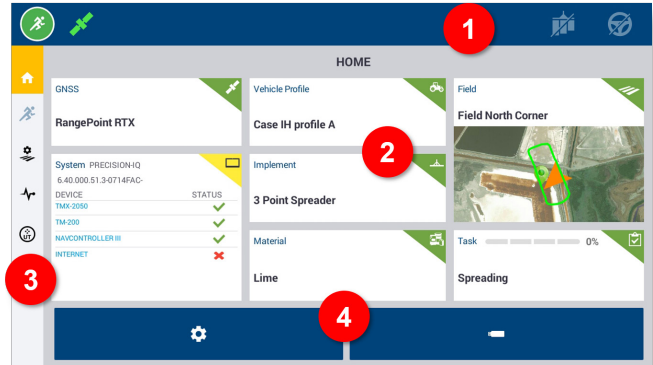 1
HOME
GNSS
RangePoint RTX
Vehicle Profile
Case IH profile A
Field
Field North Corner
System PRECISION-IQ
6.40.000.51.3-0714FAC-
DEVICE STATUS
TMX-2050
TM-200
NAVCONTROLLER III
INTERNET
Implement
3 Point Spreader
2
Material
Lime
Task 0%
Spreading
UT
3
4